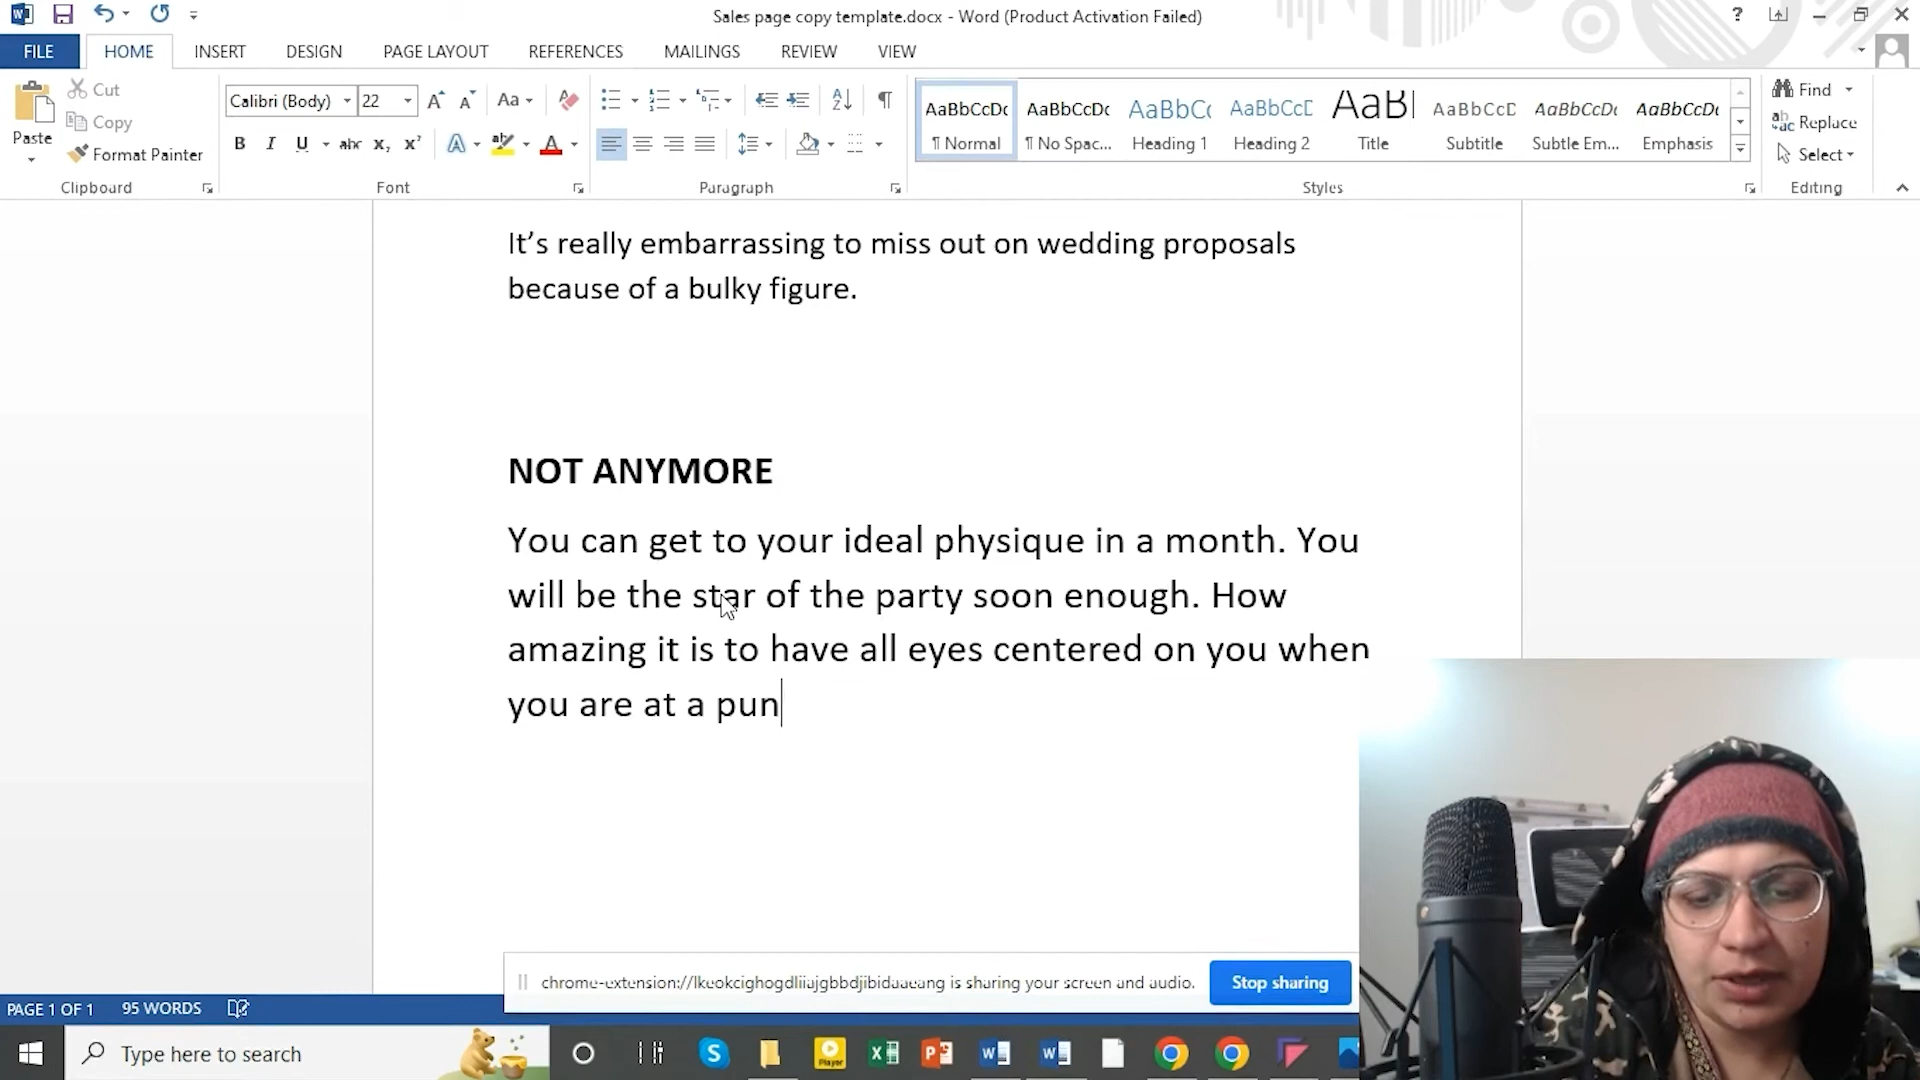 Sales page copy template.docx - Word (Product Activation Failed)
FILE HOME INSERT DESIGN PAGE LAYOUT REFERENCES MAILINGS REVIEW VIEW
Paste
Cut
Copy
Format Painter
Clipboard
Calibri (Body) 22
Font
Paragraph
AaBbCcDc AaBbCcDc AaBbC AaBbCcD AaB AaBbCcD AaBbCcDc AaBbCcDc
¶ Normal ¶ No Spac... Heading 1 Heading 2 Title Subtitle Subtle Em... Emphasis
Styles
Find
Replace
Select
Editing
It's really embarrassing to miss out on wedding proposals
because of a bulky figure.
NOT ANYMORE
You can get to your ideal physique in a month. You
will be the star of the party soon enough. How
amazing it is to have all eyes centered on you when
you are at a pun
is sharing your screen and audio.
Stop sharing
PAGE 1 OF 1 95 WORDS
Type here to search
Player